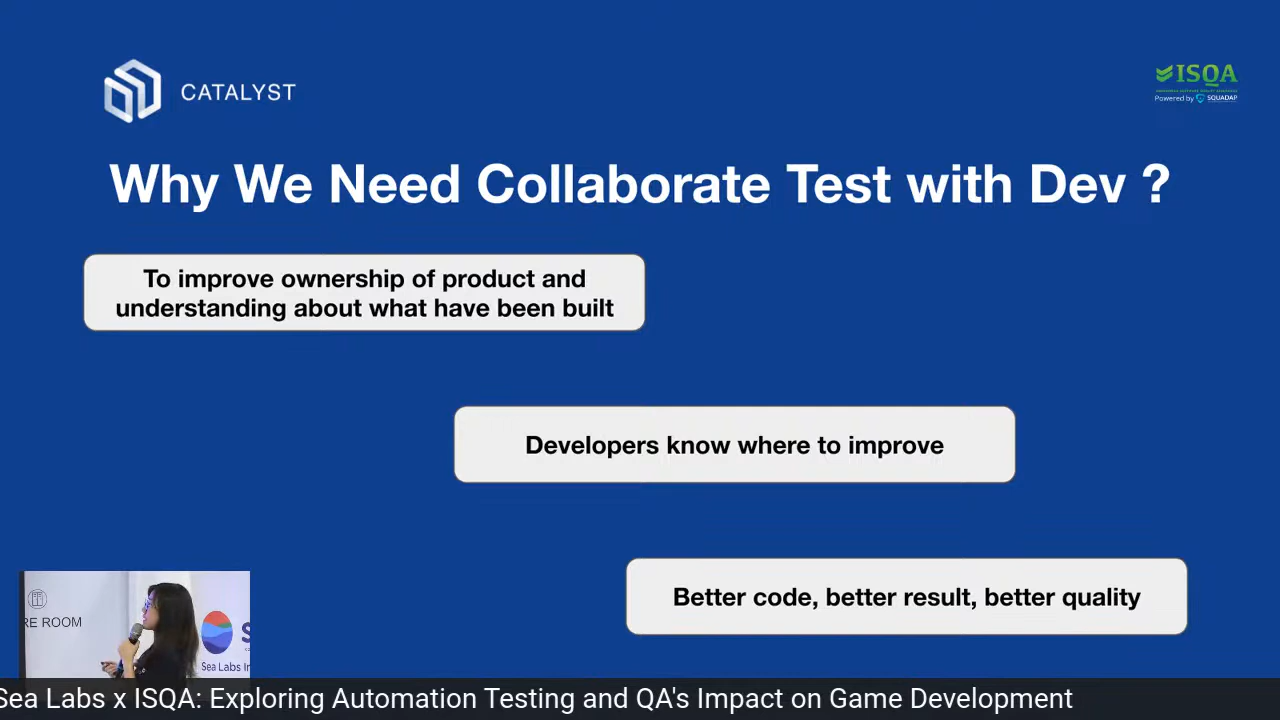 CATALYST
ISQA
Powered by SQUADAP
Why We Need Collaborate Test with Dev ?
To improve ownership of product and
understanding about what have been built
Developers know where to improve
Better code, better result, better quality
RE ROOM
S
Sea Labs In
Sea Labs x ISQA: Exploring Automation Testing and QA's Impact on Game Development